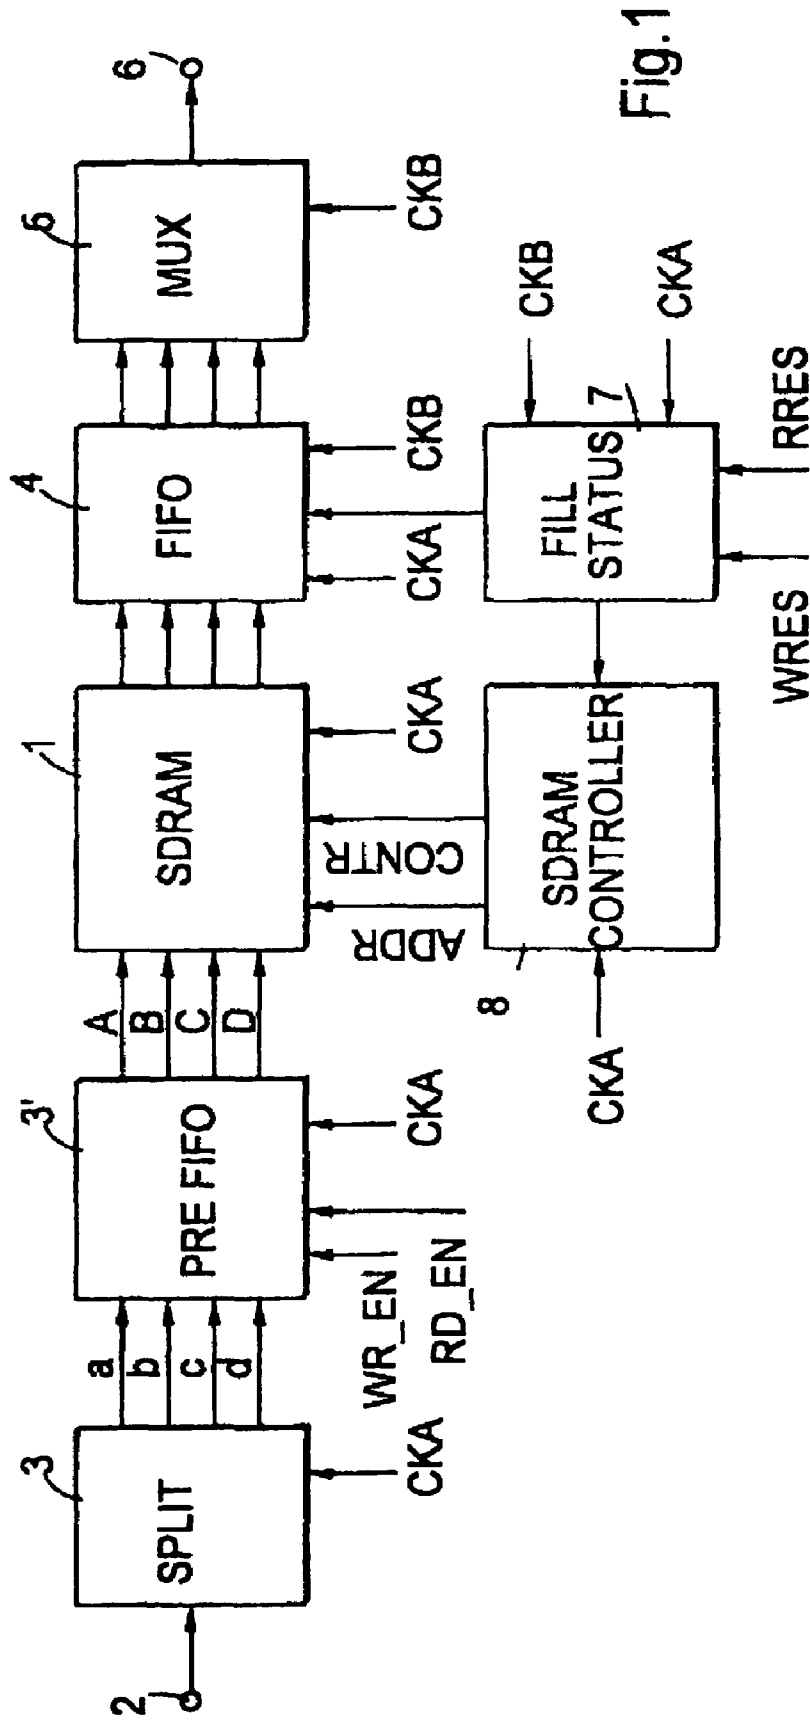 2
3
SPLIT
CKA
a
b
c
d
3'
PRE FIFO
WR_EN
RD_EN
CKA
A
B
C
D
1
SDRAM
ADDR
CONTR
CKA
4
FIFO
CKA
CKB
6
MUX
CKB
6
CKA
8
SDRAM
CONTROLLER
FILL
STATUS
7
CKB
CKA
WRES
RRES
Fig.1